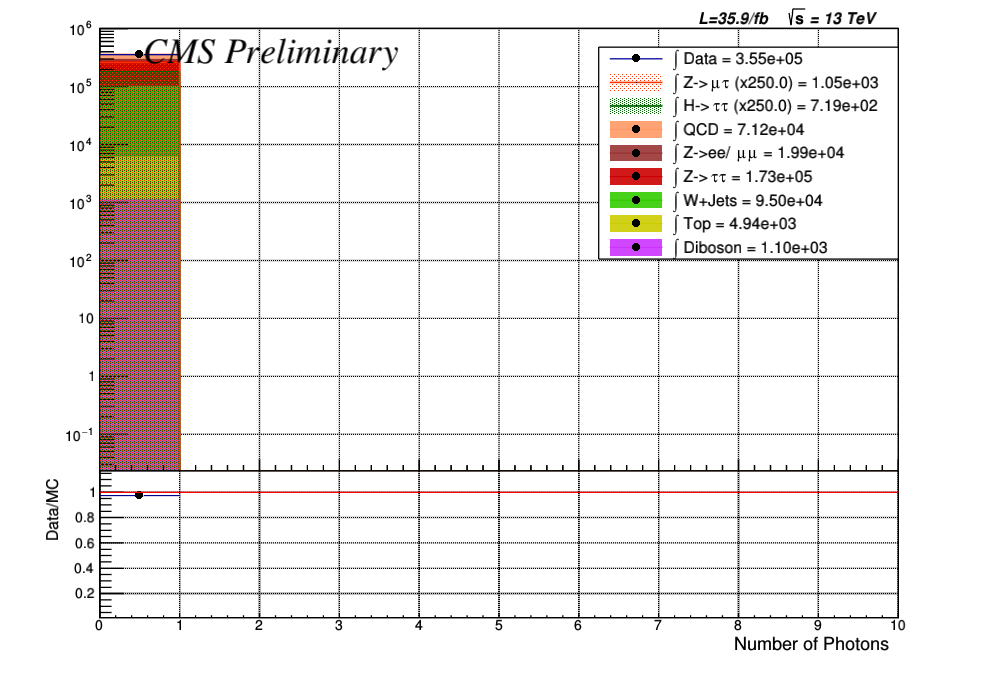 L=35.9/fb √s = 13 TeV
CMS Preliminary
∫ Data = 3.55e+05
∫ Z-> μτ (x250.0) = 1.05e+03
∫ H-> ττ (x250.0) = 7.19e+02
∫ QCD = 7.12e+04
∫ Z->ee/ μμ = 1.99e+04
∫ Z-> ττ = 1.73e+05
∫ W+Jets = 9.50e+04
∫ Top = 4.94e+03
∫ Diboson = 1.10e+03
10⁶
10⁵
10⁴
10³
10²
10
1
10⁻¹
Data/MC
1
0.8
0.6
0.4
0.2
0 1 2 3 4 5 6 7 8 9 10
Number of Photons